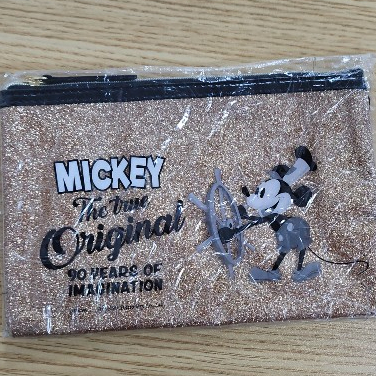 MICKEY
The true
Original
90 YEARS OF
IMAGINATION